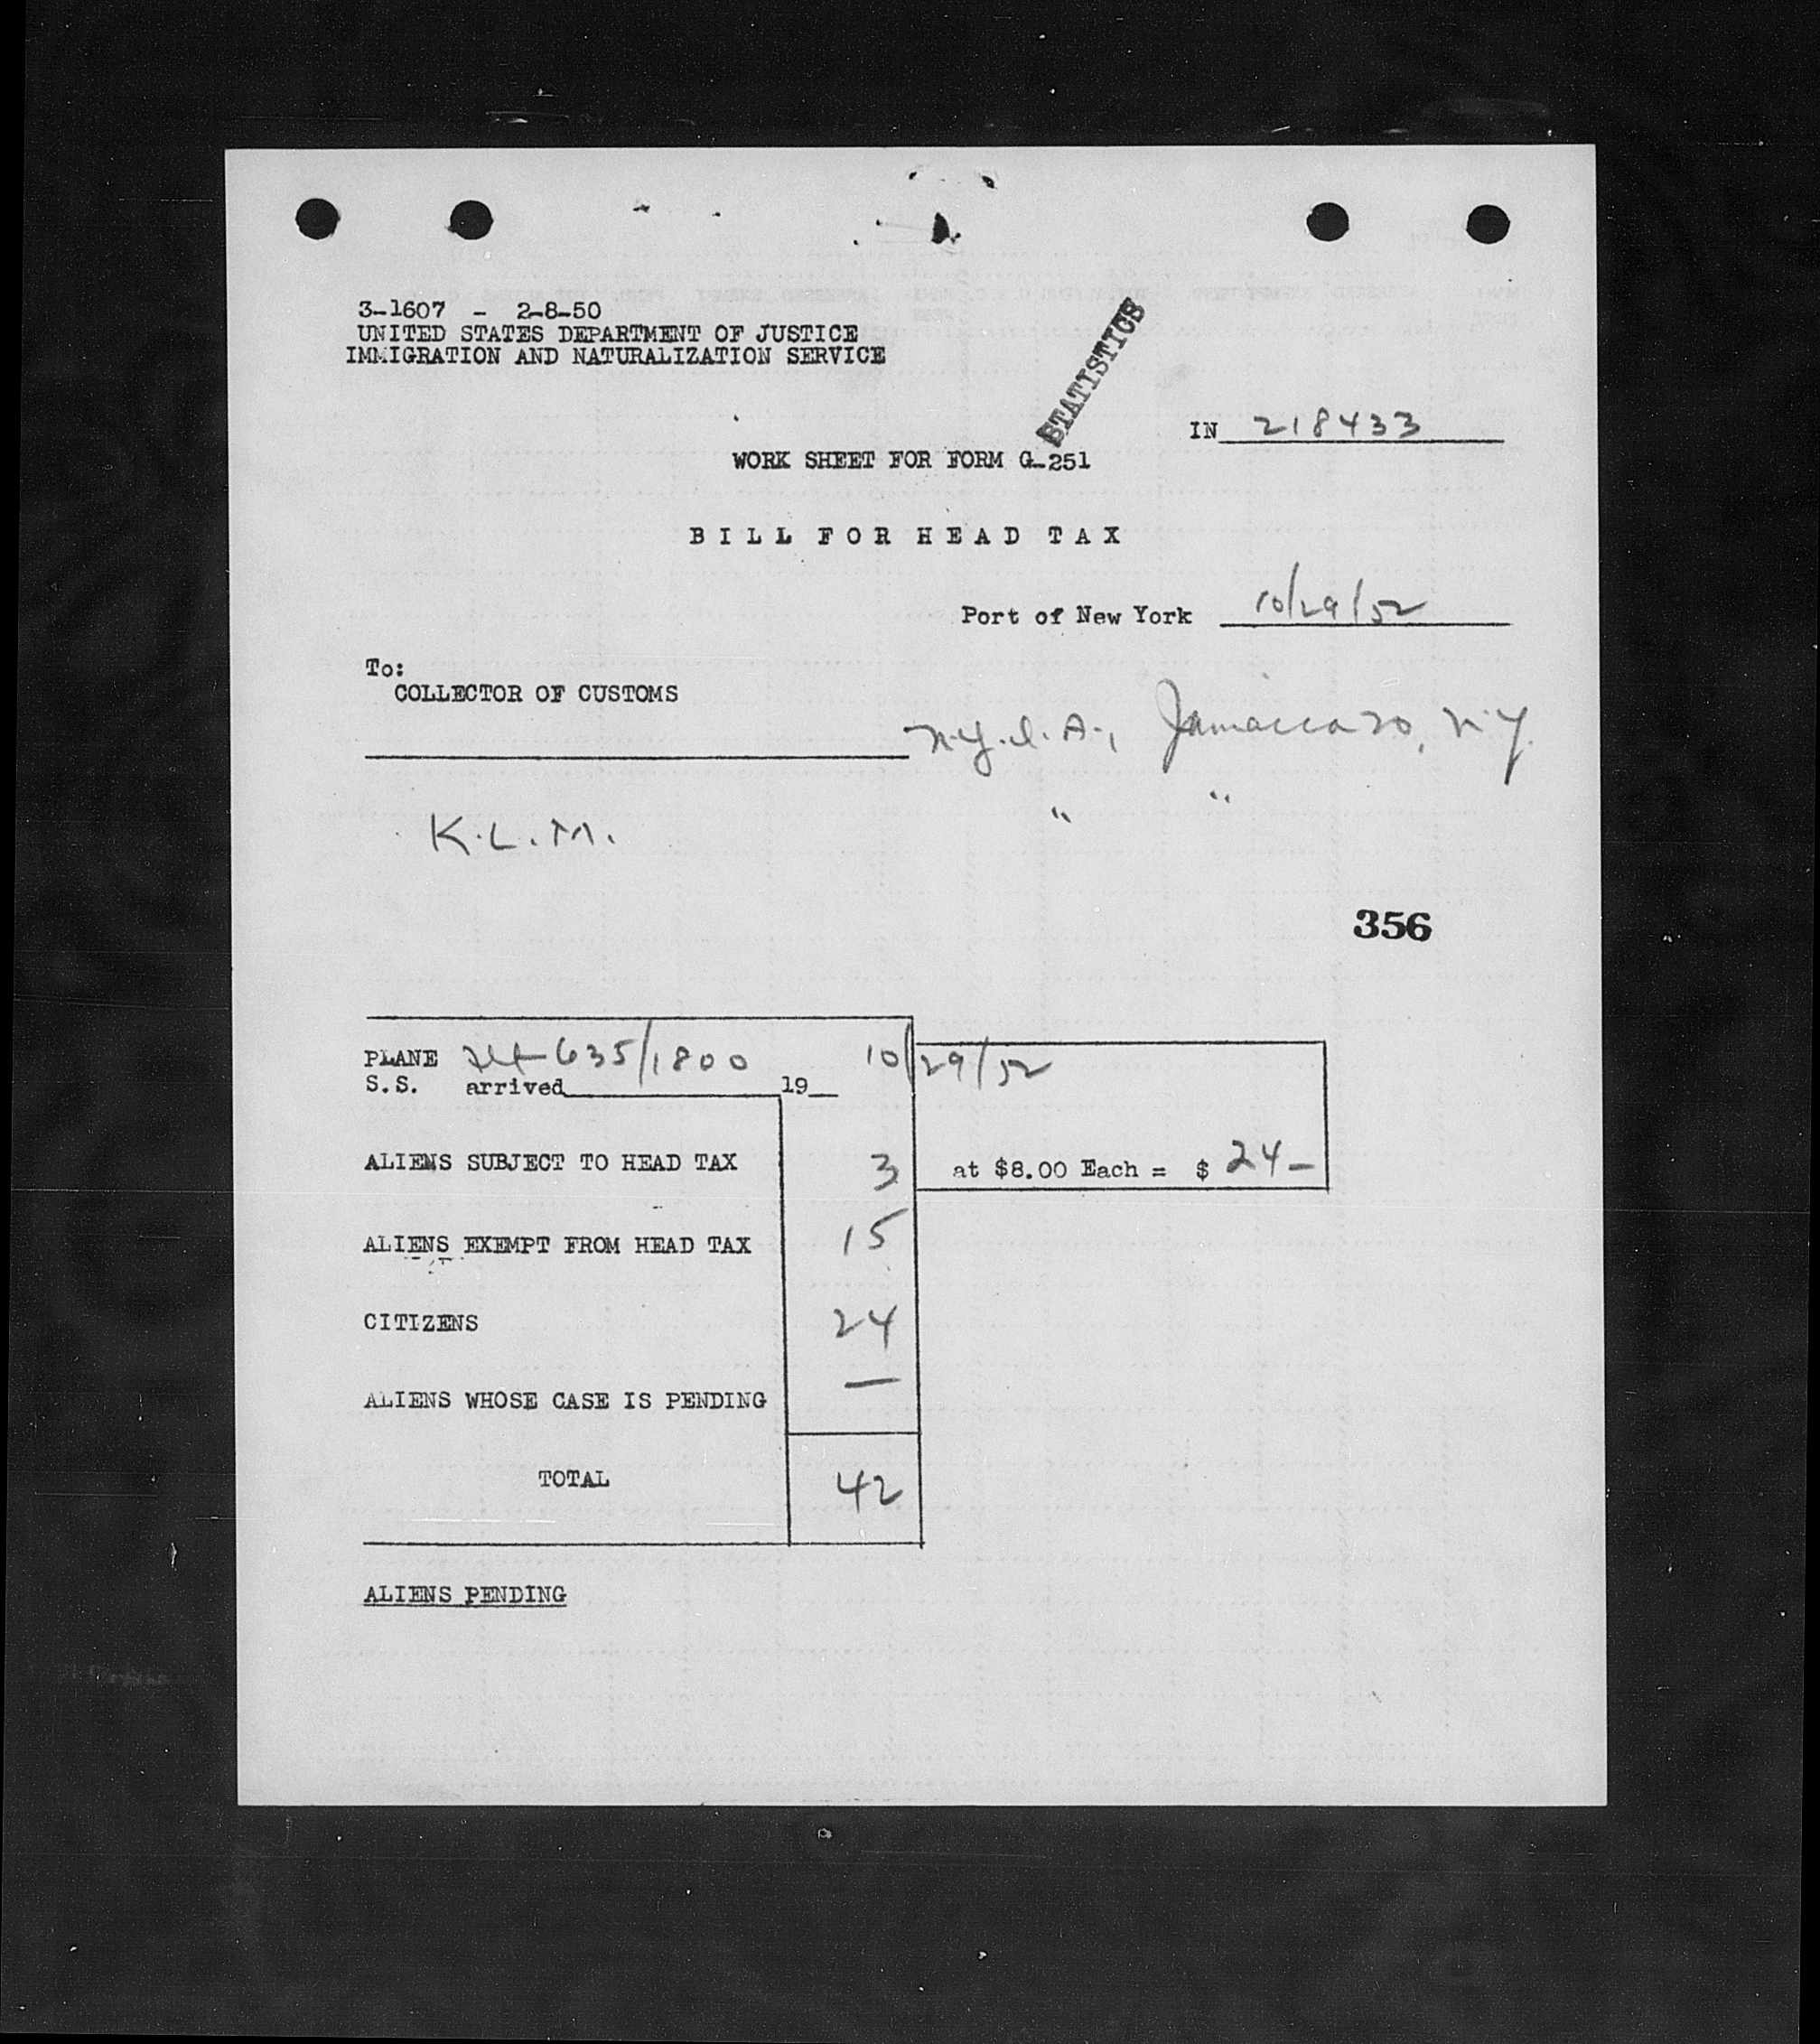 3-1607 - 2-8-50
UNITED STATES DEPARTMENT OF JUSTICE
IMMIGRATION AND NATURALIZATION SERVICE
STATISTICS
IN 218433
WORK SHEET FOR FORM G-251
BILL FOR HEAD TAX
Port of New York 10/29/52
To:
COLLECTOR OF CUSTOMS
N.Y.I.A., Jamaica 30, N.Y.
K.L.M. " "
356
PLANE 635/1800 10/29/52
S.S. arrived 19
ALIENS SUBJECT TO HEAD TAX 3 at $8.00 Each = $ 24 —
ALIENS EXEMPT FROM HEAD TAX 15
CITIZENS 24
ALIENS WHOSE CASE IS PENDING —
TOTAL 42
ALIENS PENDING